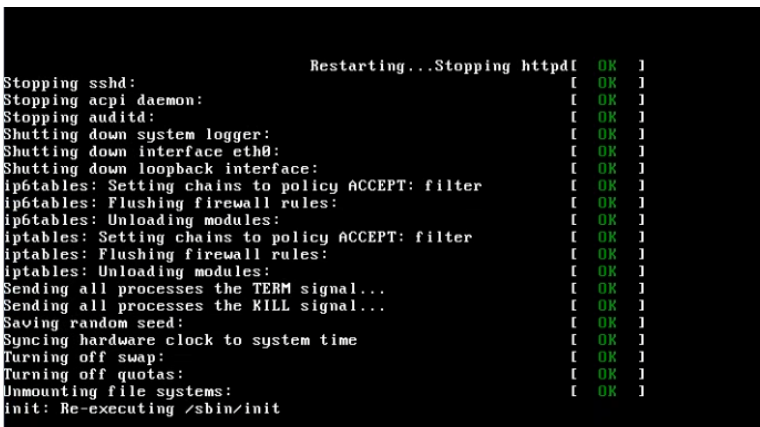 Restarting...Stopping httpd[  OK  ]
Stopping sshd: [  OK  ]
Stopping acpi daemon: [  OK  ]
Stopping auditd: [  OK  ]
Shutting down system logger: [  OK  ]
Shutting down interface eth0: [  OK  ]
Shutting down loopback interface: [  OK  ]
ip6tables: Setting chains to policy ACCEPT: filter [  OK  ]
ip6tables: Flushing firewall rules: [  OK  ]
ip6tables: Unloading modules: [  OK  ]
iptables: Setting chains to policy ACCEPT: filter [  OK  ]
iptables: Flushing firewall rules: [  OK  ]
iptables: Unloading modules: [  OK  ]
Sending all processes the TERM signal... [  OK  ]
Sending all processes the KILL signal... [  OK  ]
Saving random seed: [  OK  ]
Syncing hardware clock to system time [  OK  ]
Turning off swap: [  OK  ]
Turning off quotas: [  OK  ]
Unmounting file systems: [  OK  ]
init: Re-executing /sbin/init